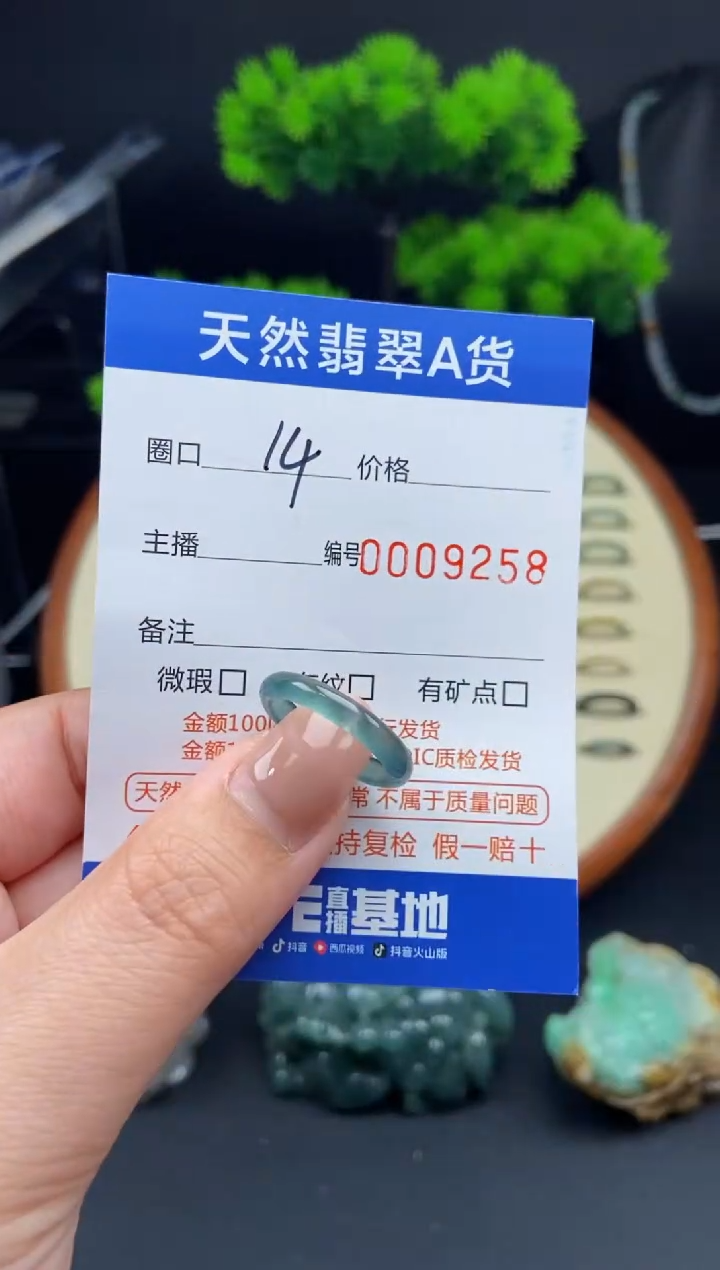 天然翡翠A货
圈口 14 价格
主播 编号0009258
备注
微瑕□ 纹□ 有矿点□
金额100 发货
金额 IC质检发货
天然 常 不属于质量问题
持复检 假一赔十
E直播基地
抖音 西瓜视频 抖音火山版